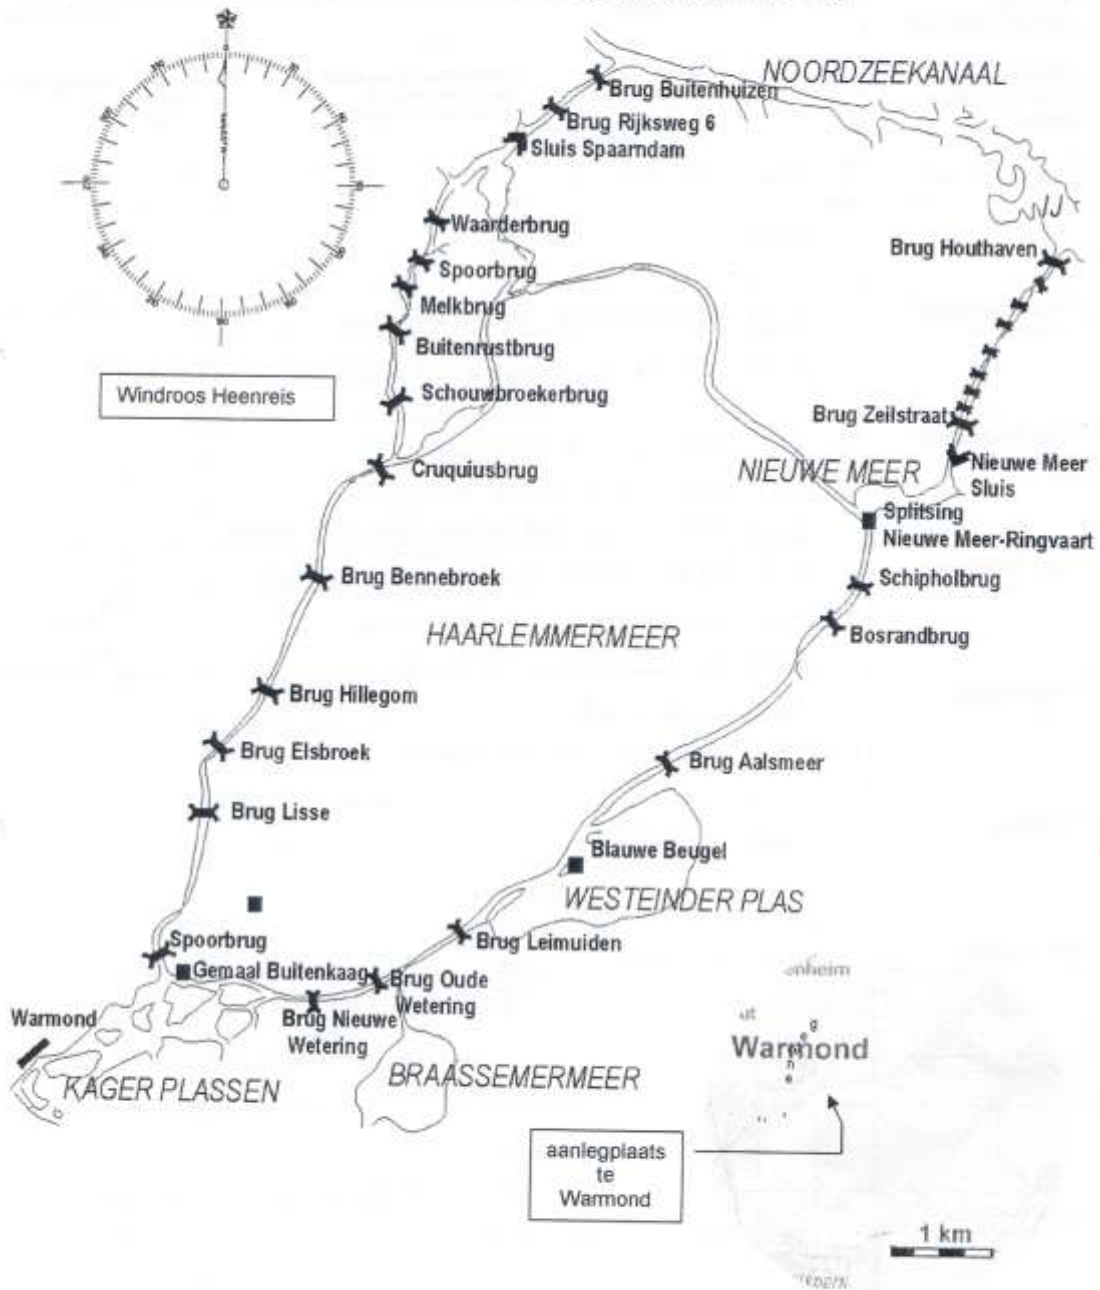 NOORDZEEKANAAL
Brug Buitenhuizen
Brug Rijksweg 6
Sluis Spaarndam
Waarderbrug
Spoorbrug
Melkbrug
Buitenrustbrug
Schouwbroekerbrug
Cruquiusbrug
Windroos Heenreis
IJ
Brug Houthaven
Brug Zeilstraat
NIEUWE MEER
Nieuwe Meer
Sluis
Splitsing
Nieuwe Meer-Ringvaart
Schipholbrug
Bosrandbrug
Brug Bennebroek
HAARLEMMERMEER
Brug Hillegom
Brug Elsbroek
Brug Aalsmeer
Brug Lisse
Blauwe Beugel
WESTEINDER PLAS
Brug Leimuiden
Spoorbrug
Gemaal Buitenkaag
Brug Oude
Wetering
Brug Nieuwe
Wetering
Warmond
KAGER PLASSEN
BRAASSEMERMEER
Warmond
aanlegplaats
te
Warmond
1 km